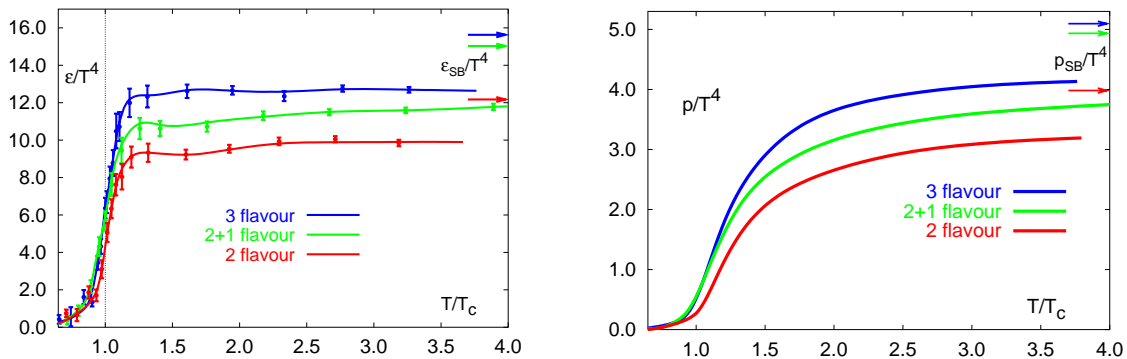 16.0
14.0
12.0
10.0
8.0
6.0
4.0
2.0
0.0
1.0 1.5 2.0 2.5 3.0 3.5 4.0
ε/T⁴
ε_SB/T⁴
3 flavour
2+1 flavour
2 flavour
T/T_c
5.0
4.0
3.0
2.0
1.0
0.0
1.0 1.5 2.0 2.5 3.0 3.5 4.0
p/T⁴
p_SB/T⁴
3 flavour
2+1 flavour
2 flavour
T/T_c